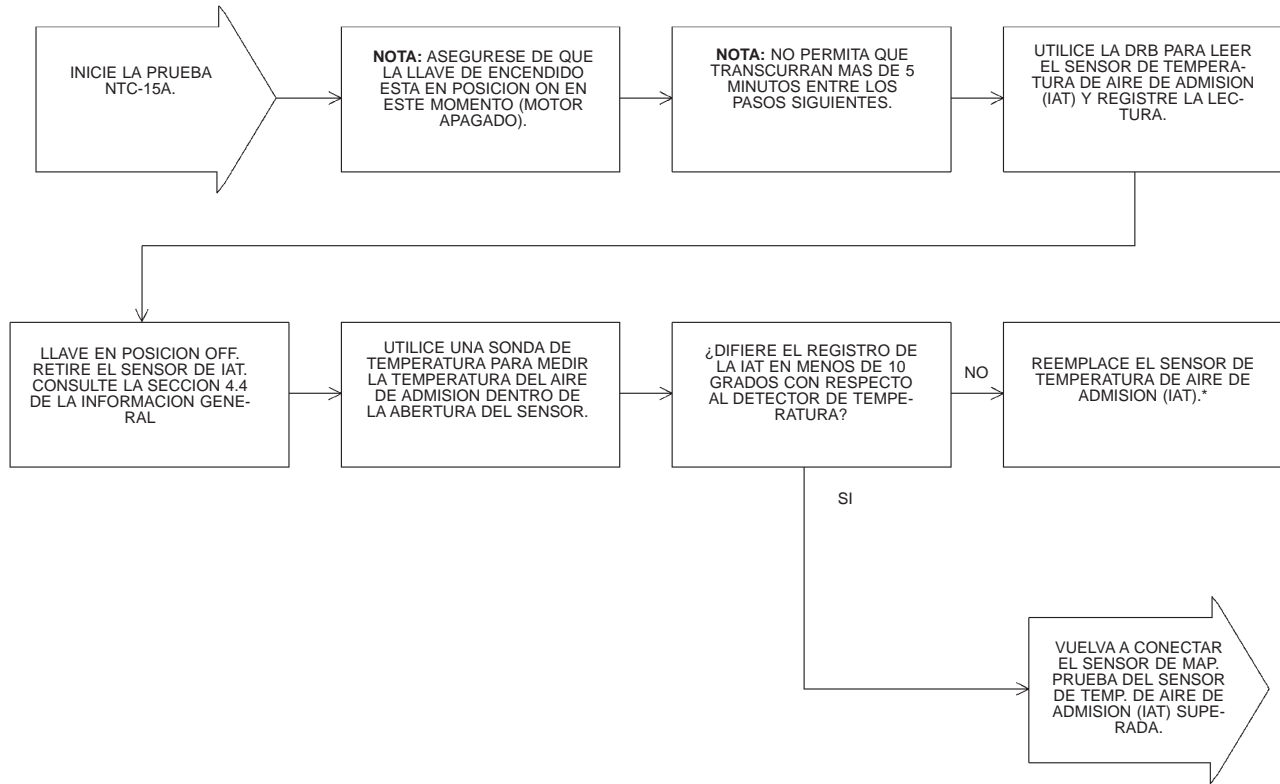 INICIE LA PRUEBA
NTC-15A.
NOTA: ASEGURESE DE QUE
LA LLAVE DE ENCENDIDO
ESTA EN POSICION ON EN
ESTE MOMENTO (MOTOR
APAGADO).
NOTA: NO PERMITA QUE
TRANSCURRAN MAS DE 5
MINUTOS ENTRE LOS
PASOS SIGUIENTES.
UTILICE LA DRB PARA LEER
EL SENSOR DE TEMPERA-
TURA DE AIRE DE ADMISION
(IAT) Y REGISTRE LA LEC-
TURA.
LLAVE EN POSICION OFF.
RETIRE EL SENSOR DE IAT.
CONSULTE LA SECCION 4.4
DE LA INFORMACION GENE-
RAL
UTILICE UNA SONDA DE
TEMPERATURA PARA MEDIR
LA TEMPERATURA DEL AIRE
DE ADMISION DENTRO DE
LA ABERTURA DEL SENSOR.
¿DIFIERE EL REGISTRO DE
LA IAT EN MENOS DE 10
GRADOS CON RESPECTO
AL DETECTOR DE TEMPE-
RATURA?
NO
REEMPLACE EL SENSOR DE
TEMPERATURA DE AIRE DE
ADMISION (IAT).*
SI
VUELVA A CONECTAR
EL SENSOR DE MAP.
PRUEBA DEL SENSOR
DE TEMP. DE AIRE DE
ADMISION (IAT) SUPE-
RADA.